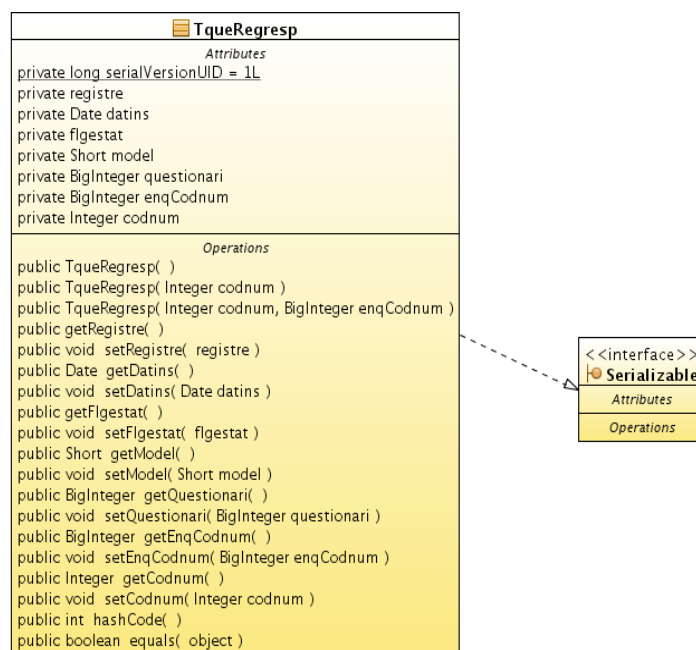 TqueRegresp
Attributes
private long serialVersionUID = 1L
private registre
private Date datins
private flgestat
private Short model
private BigInteger questionari
private BigInteger enqCodnum
private Integer codnum
Operations
public TqueRegresp( )
public TqueRegresp( Integer codnum )
public TqueRegresp( Integer codnum, BigInteger enqCodnum )
public getRegistre( )
public void setRegistre( registre )
public Date getDatins( )
public void setDatins( Date datins )
public getFlgestat( )
public void setFlgestat( flgestat )
public Short getModel( )
public void setModel( Short model )
public BigInteger getQuestionari( )
public void setQuestionari( BigInteger questionari )
public BigInteger getEnqCodnum( )
public void setEnqCodnum( BigInteger enqCodnum )
public Integer getCodnum( )
public void setCodnum( Integer codnum )
public int hashCode( )
public boolean equals( object )
<<interface>>
Serializable
Attributes
Operations